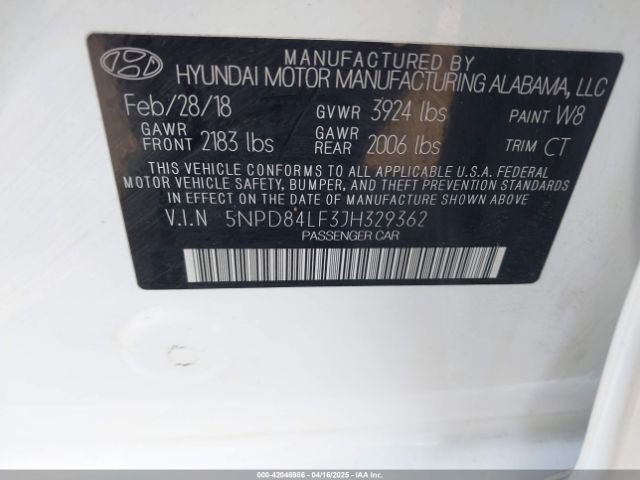 MANUFACTURED BY
HYUNDAI MOTOR MANUFACTURING ALABAMA, LLC
Feb/28/18 GVWR 3924 lbs PAINT W8
GAWR FRONT 2183 lbs GAWR REAR 2006 lbs TRIM CT
THIS VEHICLE CONFORMS TO ALL APPLICABLE U.S.A. FEDERAL
MOTOR VEHICLE SAFETY, BUMPER, AND THEFT PREVENTION STANDARDS
IN EFFECT ON THE DATE OF MANUFACTURE SHOWN ABOVE
V.I.N 5NPD84LF3JH329362
PASSENGER CAR
000-42046986 - 04/16/2025 - IAAI.COM